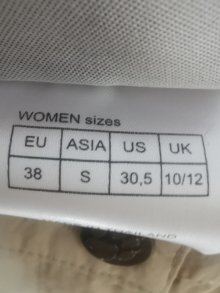 WOMEN sizes
EU ASIA US UK
38 S 30,5 10/12